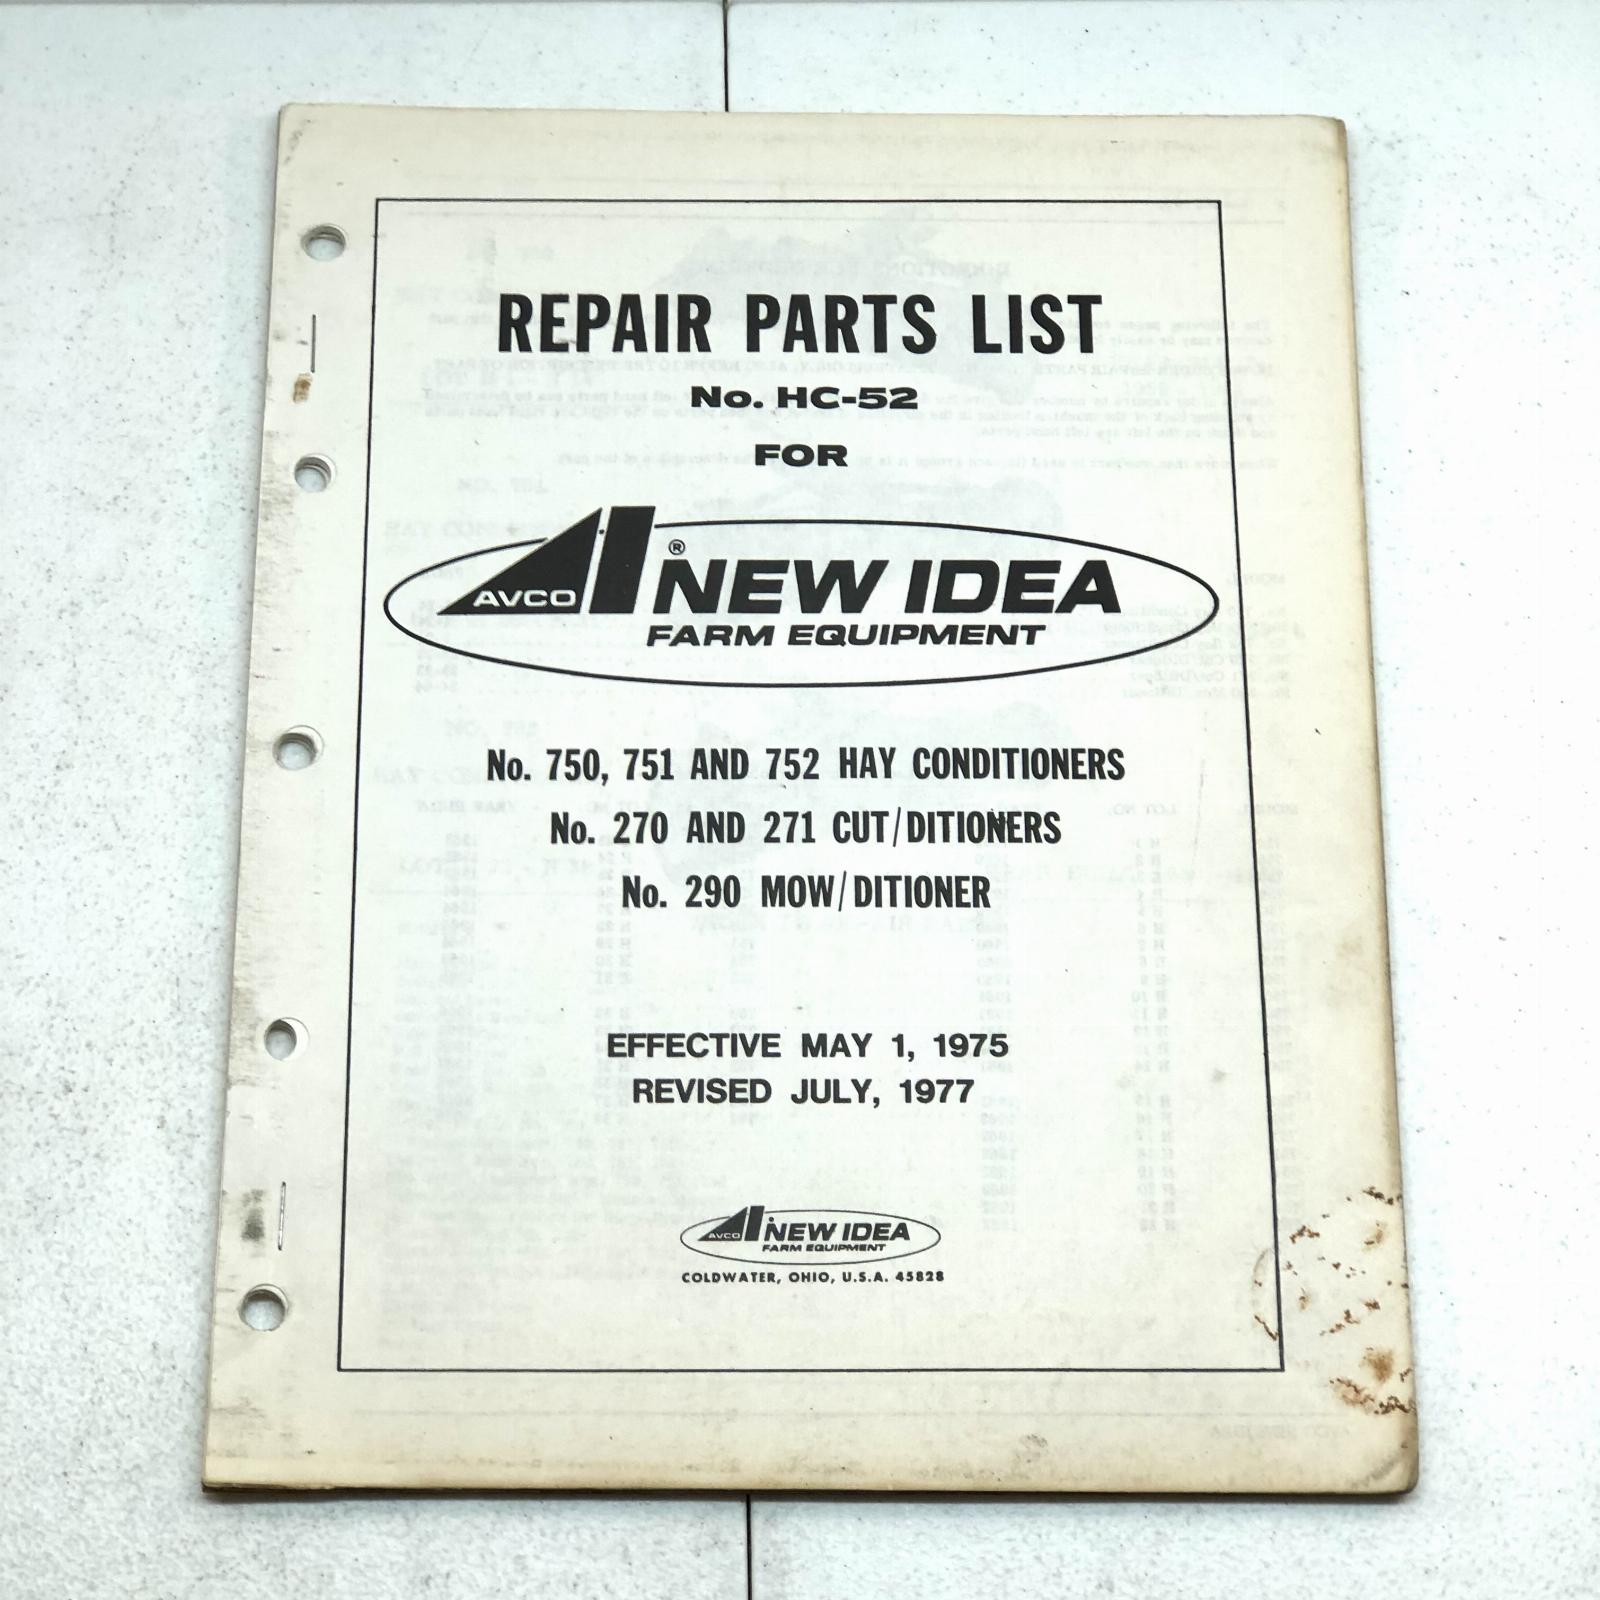 REPAIR PARTS LIST
No. HC-52
FOR
AVCO ® NEW IDEA
FARM EQUIPMENT
No. 750, 751 AND 752 HAY CONDITIONERS
No. 270 AND 271 CUT/DITIONERS
No. 290 MOW/DITIONER
EFFECTIVE MAY 1, 1975
REVISED JULY, 1977
AVCO NEW IDEA
FARM EQUIPMENT
COLDWATER, OHIO, U.S.A. 45828